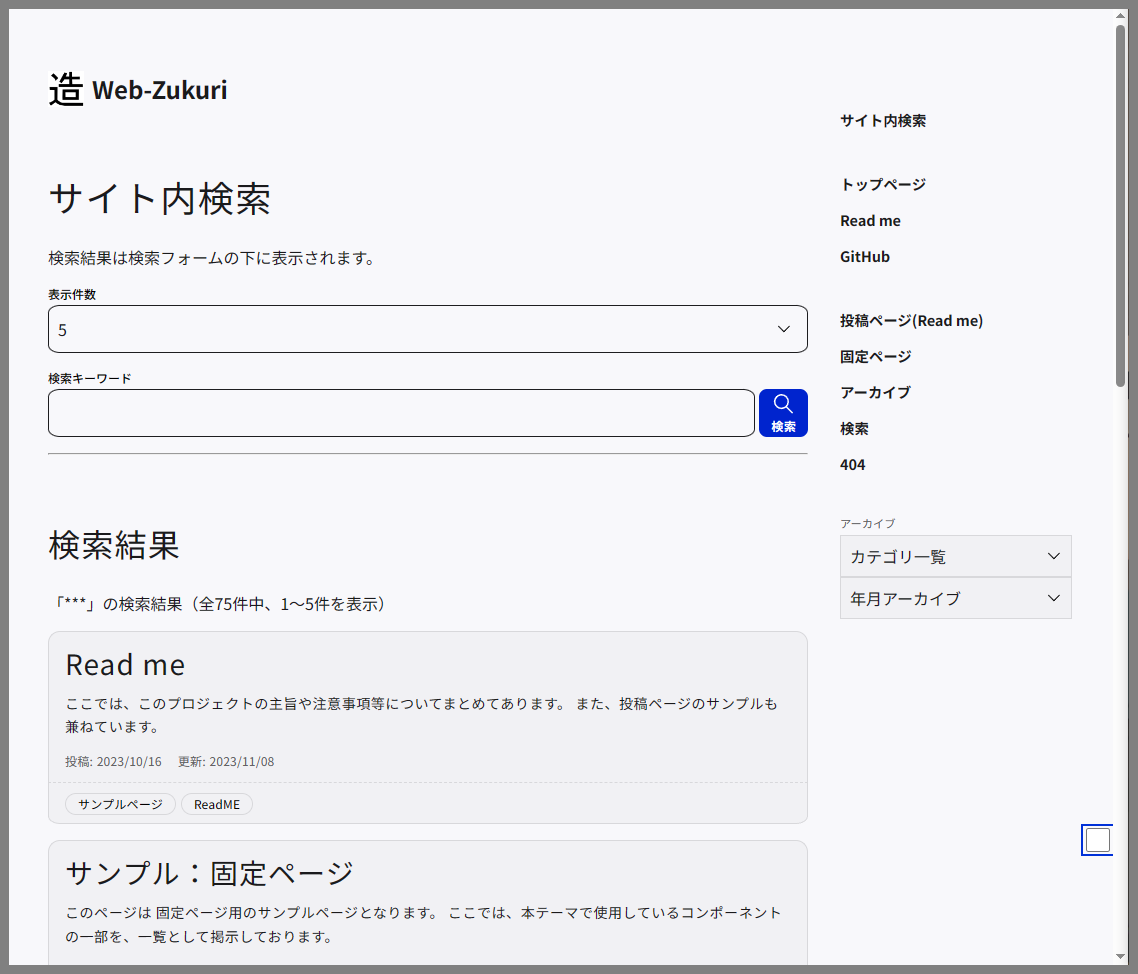 造 Web-Zukuri
サイト内検索
検索結果は検索フォームの下に表示されます。
表示件数
5
検索キーワード
検索
検索結果
「***」の検索結果（全75件中、1～5件を表示）
Read me
ここでは、このプロジェクトの主旨や注意事項等についてまとめてあります。 また、投稿ページのサンプルも
兼ねています。
投稿: 2023/10/16 更新: 2023/11/08
サンプルページ ReadME
サンプル：固定ページ
このページは 固定ページ用のサンプルページとなります。 ここでは、本テーマで使用しているコンポーネント
の一部を、一覧として掲示しております。
サイト内検索
トップページ
Read me
GitHub
投稿ページ(Read me)
固定ページ
アーカイブ
検索
404
アーカイブ
カテゴリ一覧
年月アーカイブ